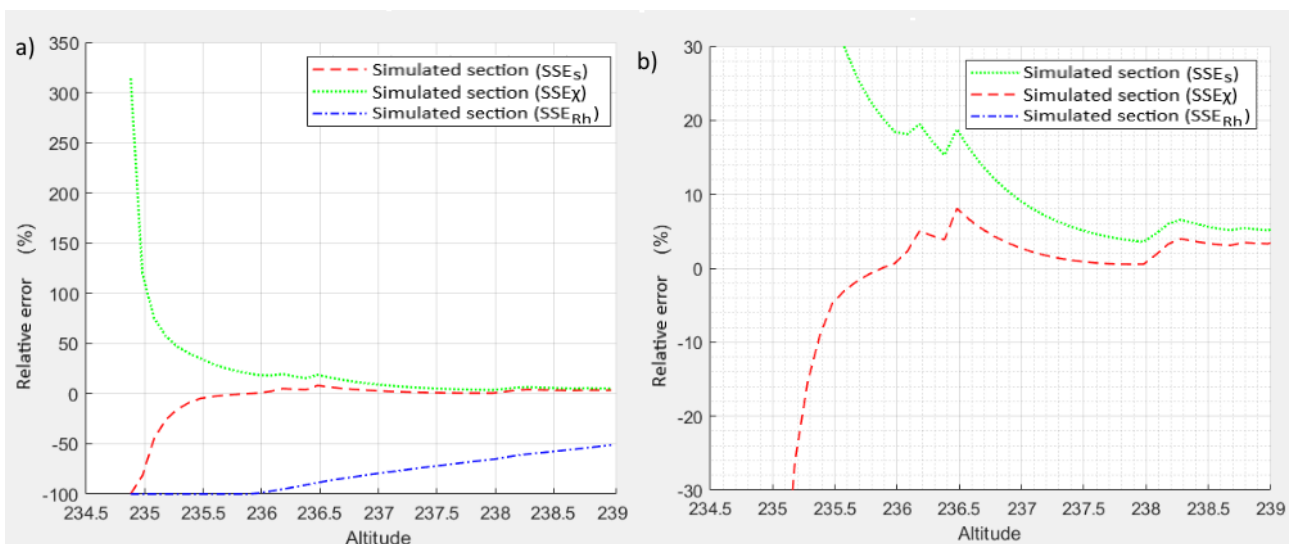 a)
350
300
250
200
150
100
50
0
-50
-100
Relative error (%)
234.5 235 235.5 236 236.5 237 237.5 238 238.5 239
Altitude
Simulated section (SSEs)
Simulated section (SSEχ)
Simulated section (SSERh)
b)
30
20
10
0
-10
-20
-30
Relative error (%)
234.5 235 235.5 236 236.5 237 237.5 238 238.5 239
Altitude
Simulated section (SSEs)
Simulated section (SSEχ)
Simulated section (SSERh)